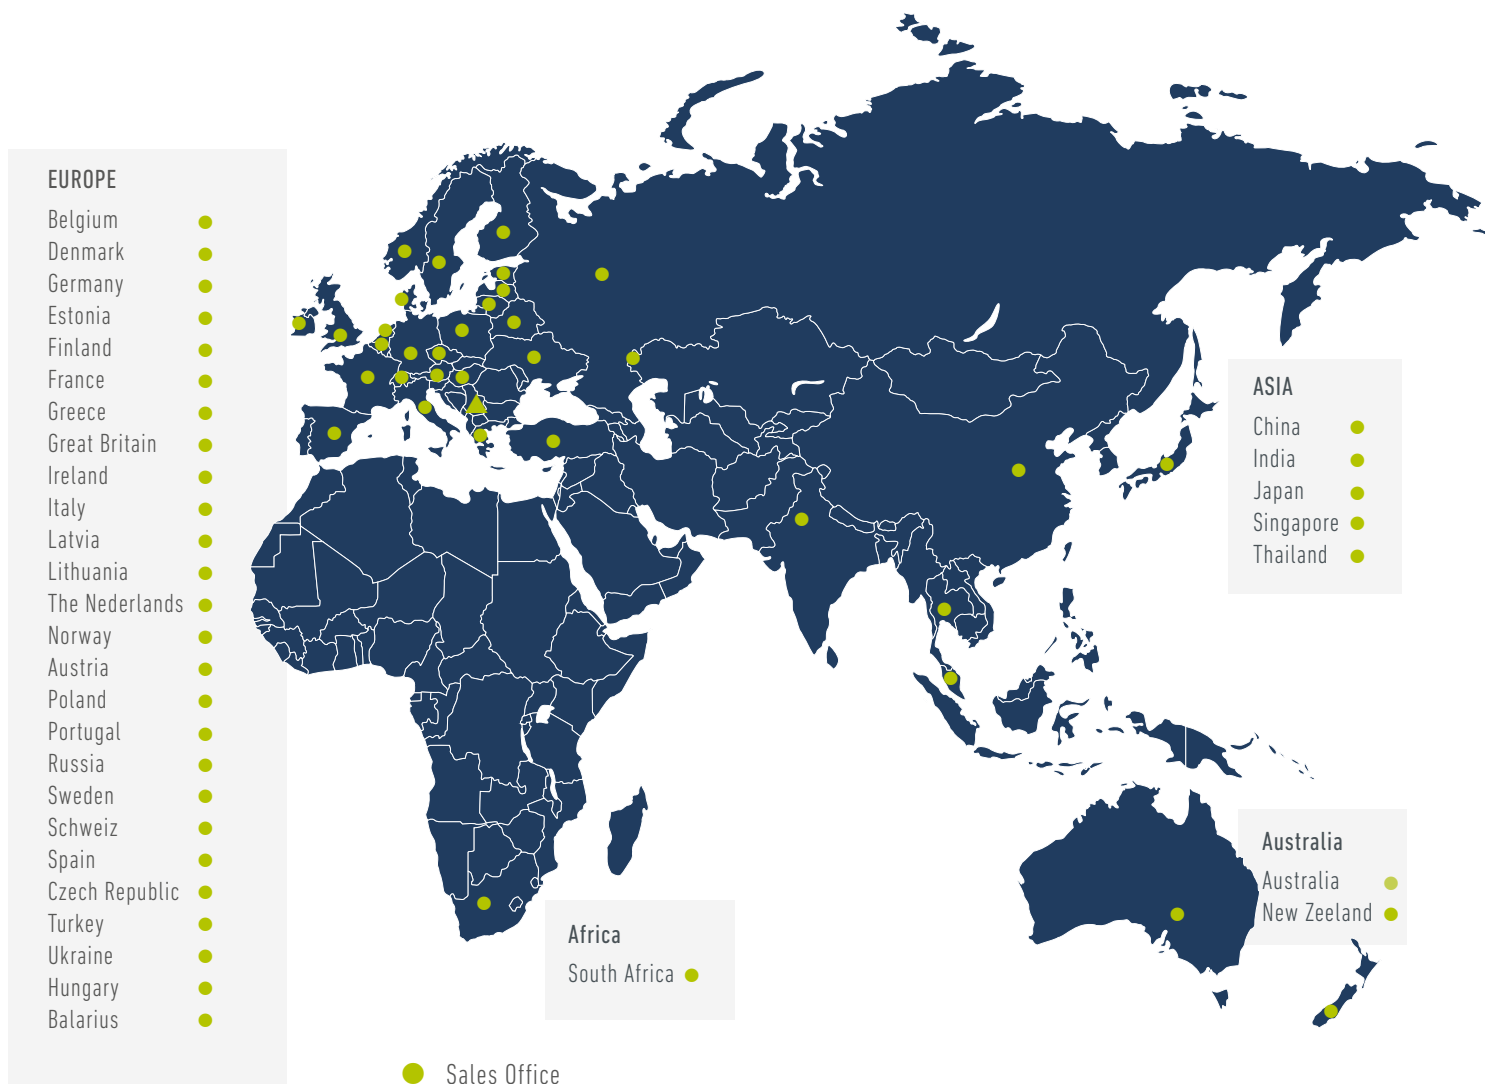 EUROPE
Belgium
Denmark
Germany
Estonia
Finland
France
Greece
Great Britain
Ireland
Italy
Latvia
Lithuania
The Nederlands
Norway
Austria
Poland
Portugal
Russia
Sweden
Schweiz
Spain
Czech Republic
Turkey
Ukraine
Hungary
Balarius
ASIA
China
India
Japan
Singapore
Thailand
Australia
Australia
New Zeeland
Africa
South Africa
Sales Office